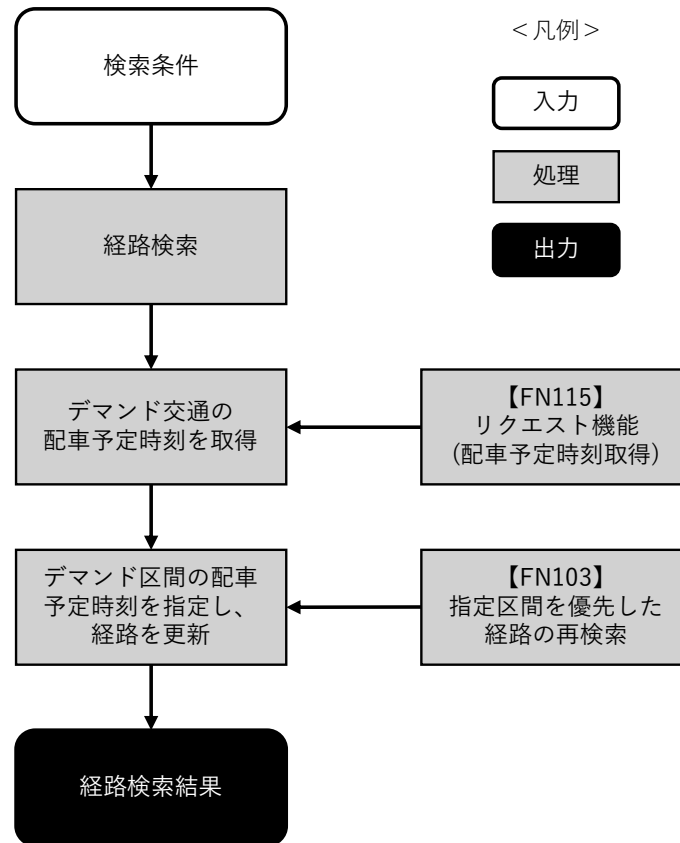 検索条件
経路検索
デマンド交通の
配車予定時刻を取得
デマンド区間の配車
予定時刻を指定し、
経路を更新
経路検索結果
【FN115】
リクエスト機能
(配車予定時刻取得)
【FN103】
指定区間を優先した
経路の再検索
＜凡例＞
入力
処理
出力